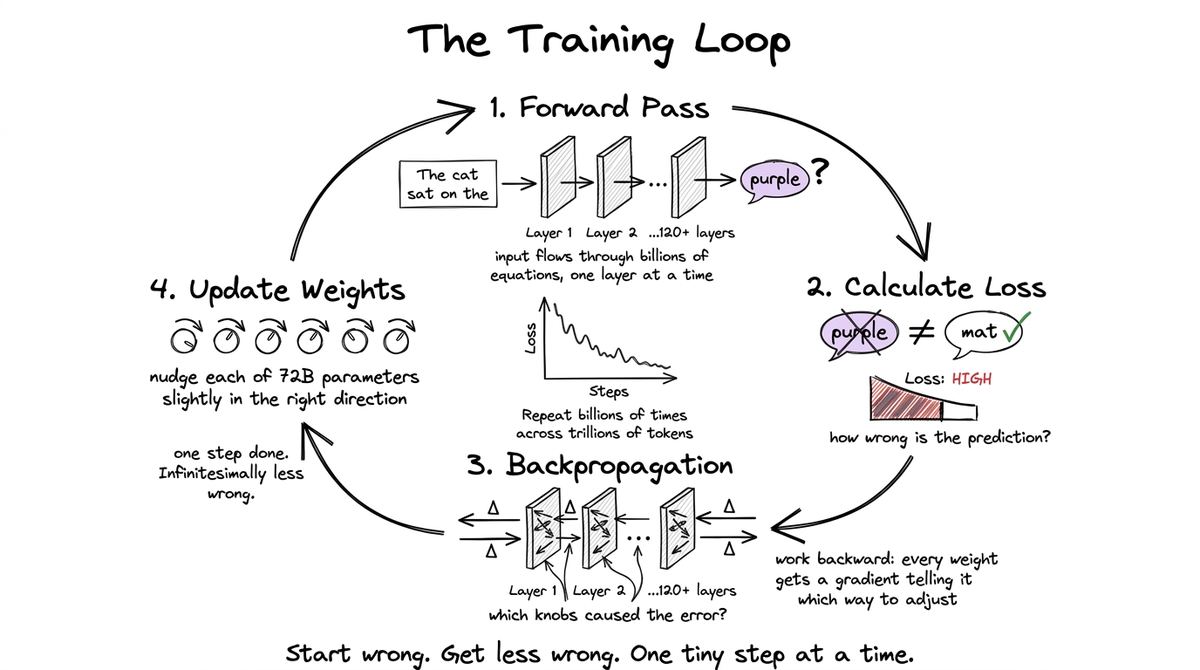 The Training Loop
1. Forward Pass
The cat
sat on the
purple
?
Layer 1
Layer 2
...120+ layers
input flows through billions of
equations, one layer at a time
2. Calculate Loss
purple
≠
mat
Loss: HIGH
how wrong is the prediction?
Loss
Steps
Repeat billions of times
across trillions of tokens
3. Backpropagation
Δ
Δ
Δ
Δ
Δ
...
Layer 1
Layer 2
...120+ layers
which knobs caused the error?
work backward: every weight
gets a gradient telling it
which way to adjust
4. Update Weights
nudge each of 72B parameters
slightly in the right direction
one step done.
Infinitesimally less
wrong.
Start wrong. Get less wrong. One tiny step at a time.